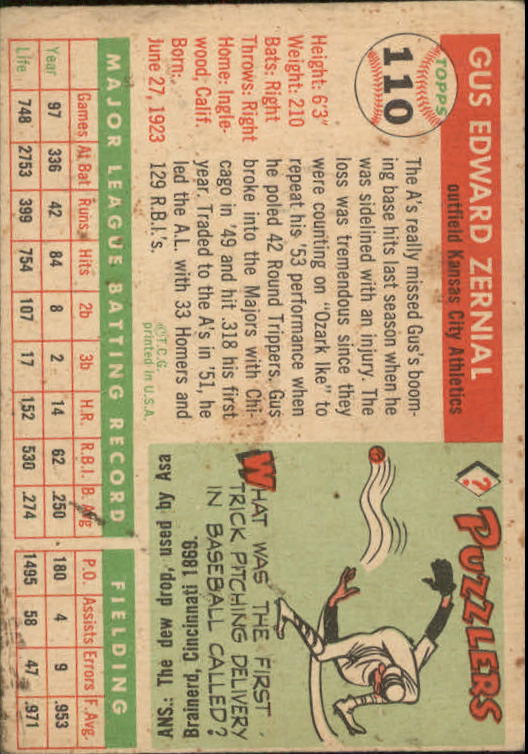 GUS EDWARD ZERNIAL
outfield Kansas City Athletics
TOPPS
110
Height: 6'3"
Weight: 210
Bats: Right
Throws: Right
Home: Ingle-
wood, Calif.
Born:
June 27, 1923
The A's really missed Gus's boom-
ing base hits last season when he
was sidelined with an injury. The
loss was tremendous since they
were counting on "Ozark Ike" to
repeat his '53 performance when
he poled 42 Round Trippers. Gus
broke into the Majors with Chi-
cago in '49 and hit .318 his first
year. Traded to the A's in '51, he
led the A.L. with 33 Homers and
129 R.B.I.'s.
©T.C.G.
printed in U.S.A.
? PUZZLERS
WHAT WAS THE FIRST
TRICK PITCHING DELIVERY
IN BASEBALL CALLED?
ANS.: The dew drop, used by Asa
Brainerd, Cincinnati 1869.
MAJOR LEAGUE BATTING RECORD FIELDING
Games At Bat Runs Hits 2b 3b H.R. R.B.I. B. Avg P.O. Assists Errors F. Avg.
Year 97 336 42 84 8 2 14 62 .250 180 4 9 .953
Life 748 2753 399 754 107 17 152 530 .274 1495 58 47 .971